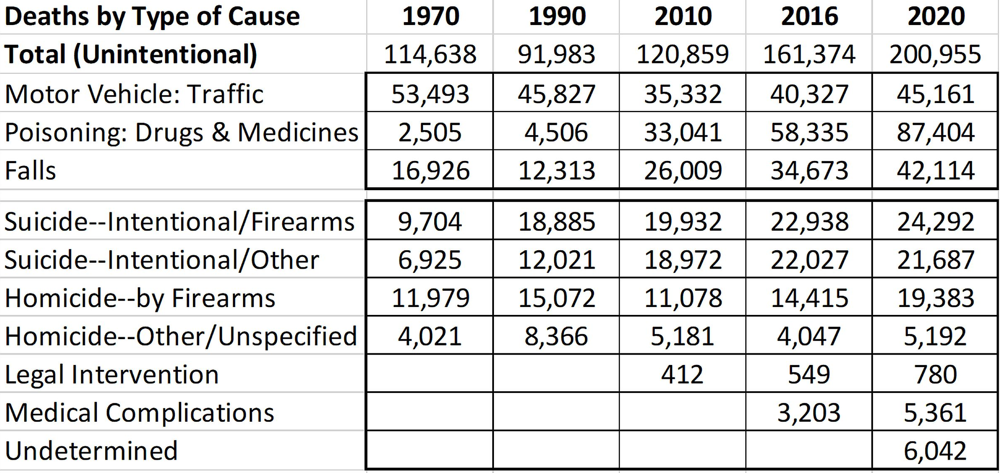 Deaths by Type of Cause 1970 1990 2010 2016 2020
Total (Unintentional) 114,638 91,983 120,859 161,374 200,955
Motor Vehicle: Traffic 53,493 45,827 35,332 40,327 45,161
Poisoning: Drugs & Medicines 2,505 4,506 33,041 58,335 87,404
Falls 16,926 12,313 26,009 34,673 42,114
Suicide--Intentional/Firearms 9,704 18,885 19,932 22,938 24,292
Suicide--Intentional/Other 6,925 12,021 18,972 22,027 21,687
Homicide--by Firearms 11,979 15,072 11,078 14,415 19,383
Homicide--Other/Unspecified 4,021 8,366 5,181 4,047 5,192
Legal Intervention 412 549 780
Medical Complications 3,203 5,361
Undetermined 6,042